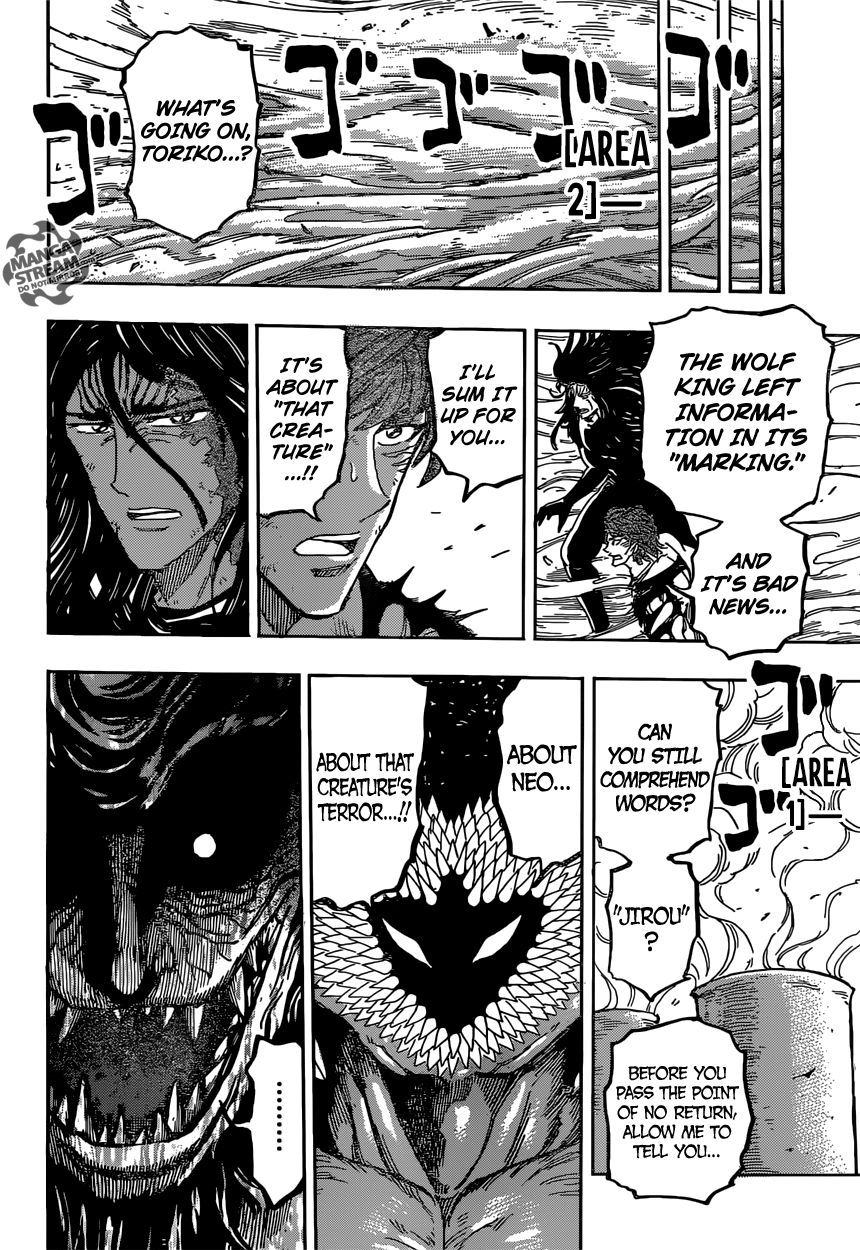 ゴ
ゴ
ゴ
ゴ
ゴ
[AREA
2]—
WHAT'S
GOING ON,
TORIKO...?
MANGA
STREAM
THE WOLF
KING LEFT
INFORMA-
TION IN ITS
"MARKING."
AND
IT'S BAD
NEWS...
I'LL
SUM IT
UP FOR
YOU...
IT'S
ABOUT
"THAT
CREA-
TURE"
...!!
ゴ
ゴ
[AREA
1]—
CAN
YOU STILL
COMPREHEND
WORDS?
"JIROU"
?
BEFORE YOU
PASS THE POINT
OF NO RETURN,
ALLOW ME TO
TELL YOU...
ABOUT
NEO...
ABOUT THAT
CREATURE'S
TERROR...!!
.........